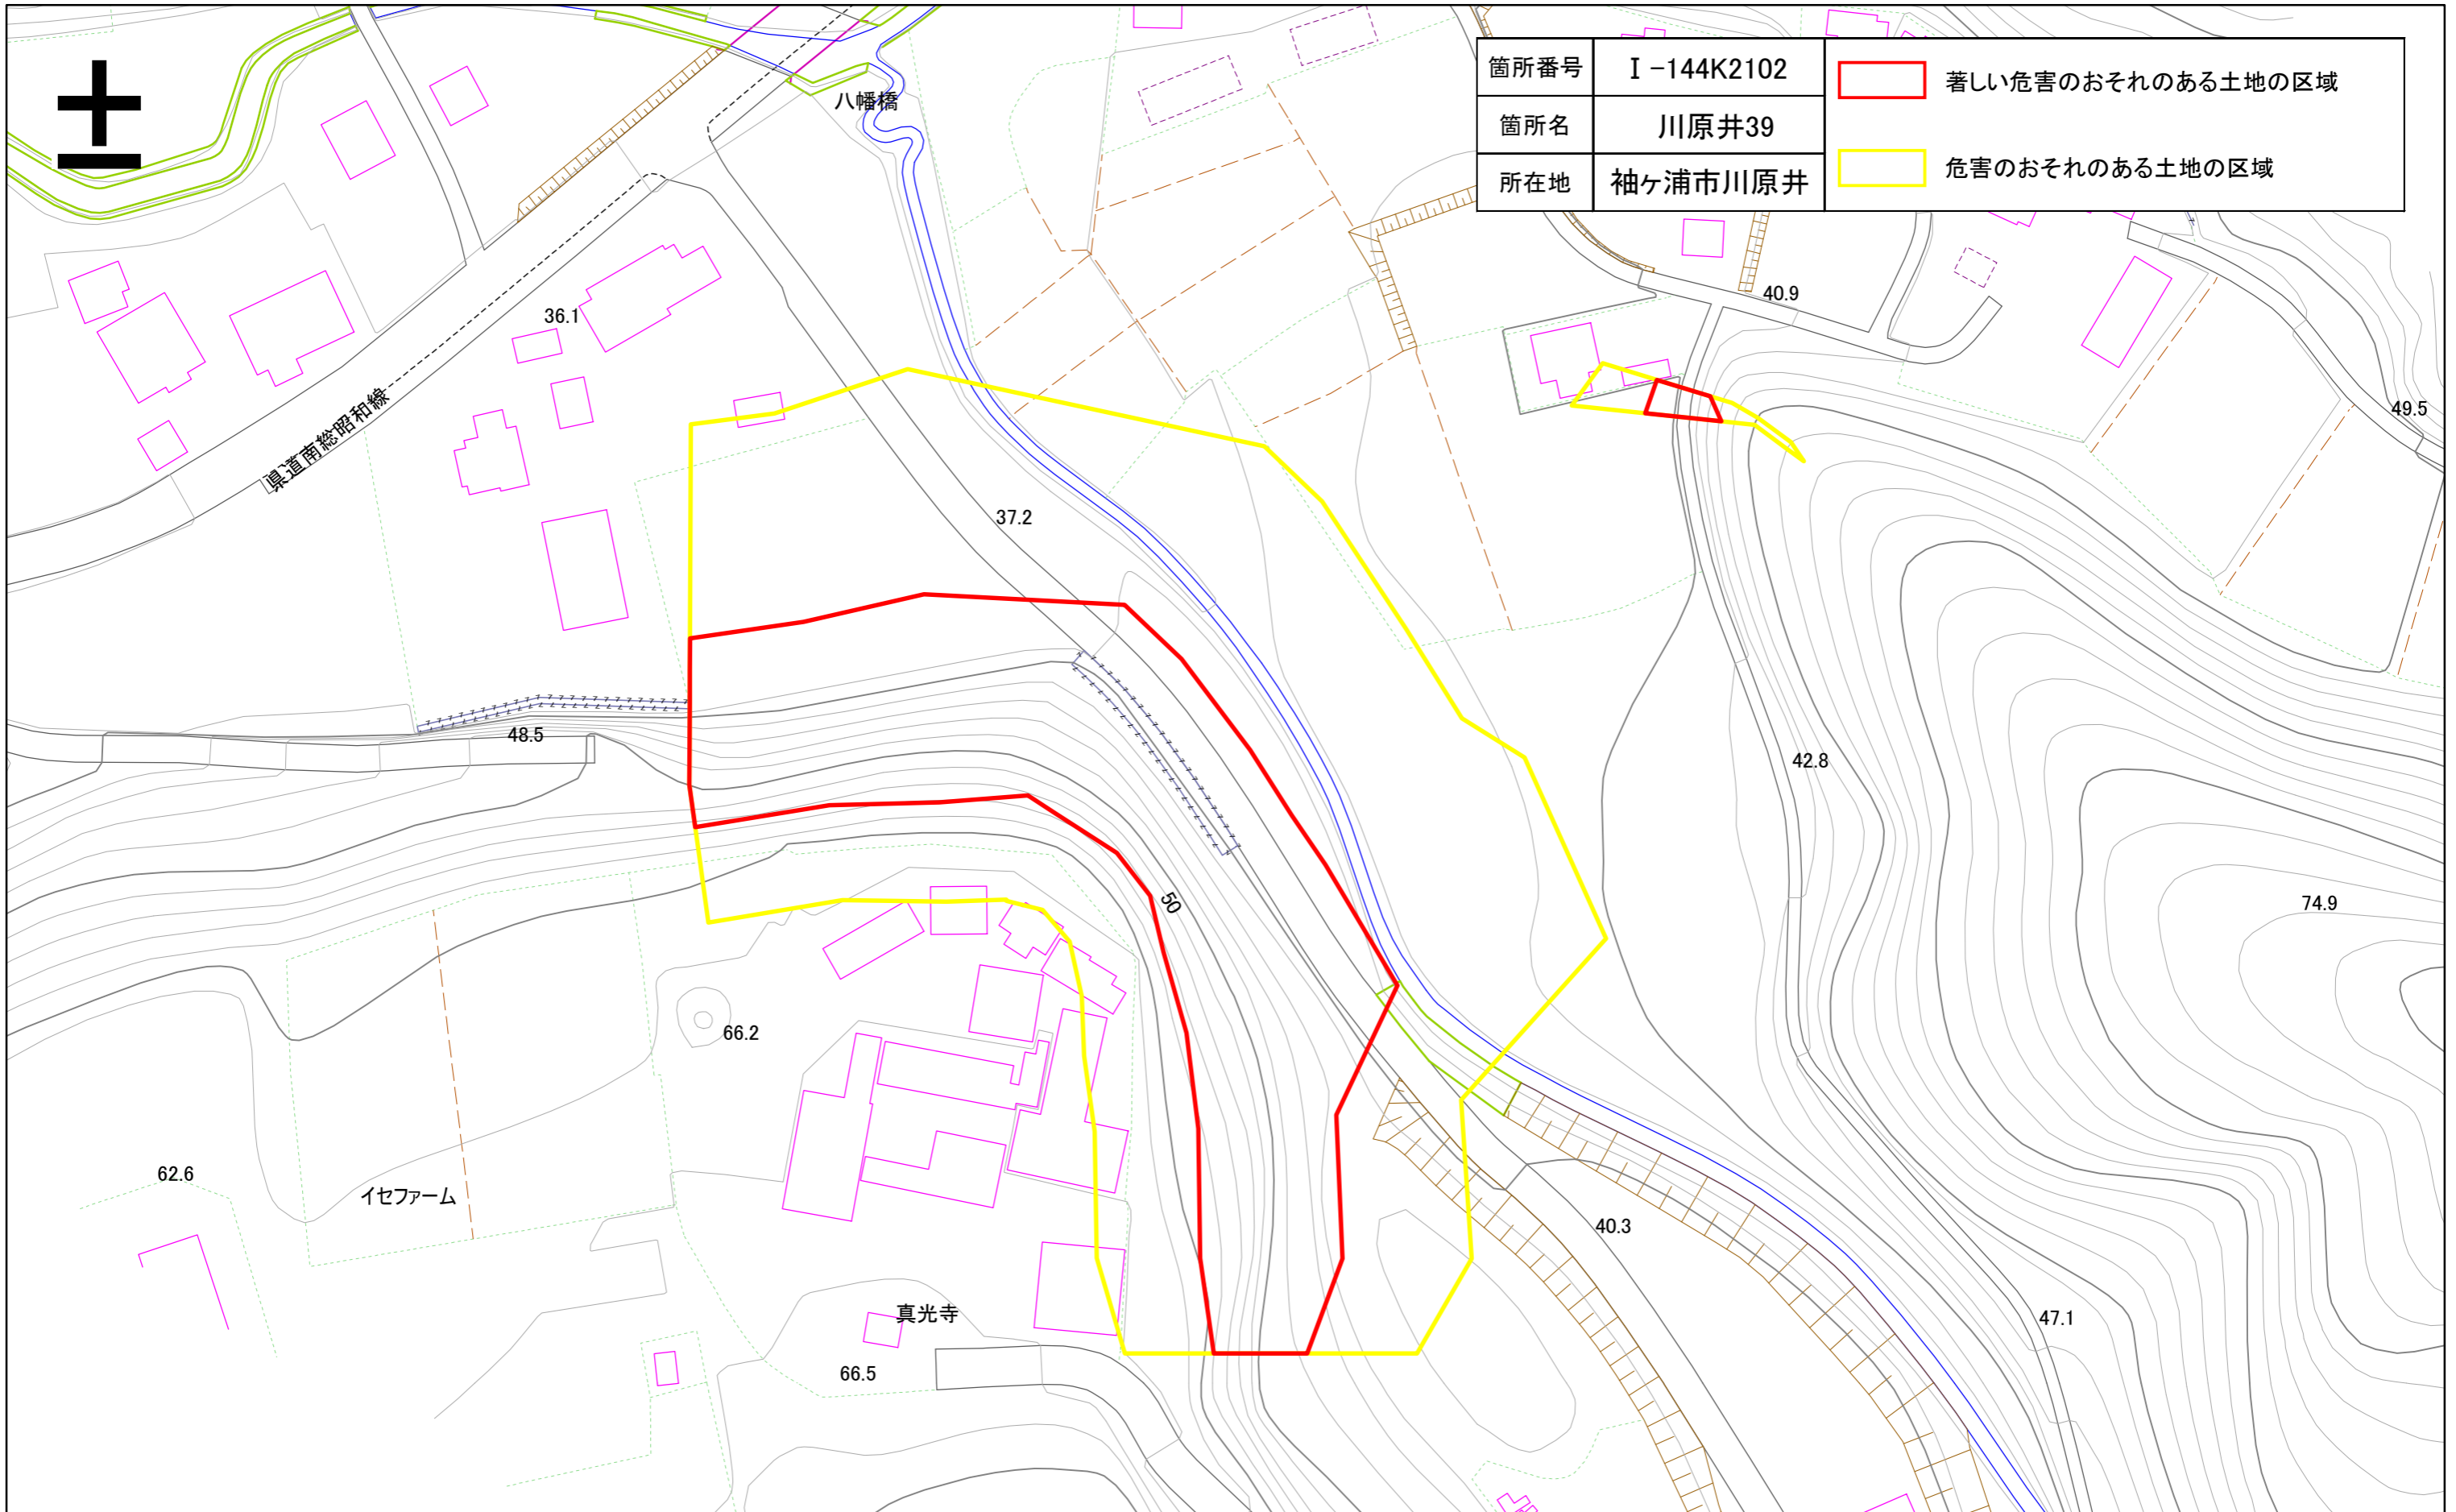 箇所番号 Ⅰ-144K2102
箇所名 川原井39
所在地 袖ヶ浦市川原井
著しい危害のおそれのある土地の区域
危害のおそれのある土地の区域
八幡橋
40.9
36.1
49.5
県道南総昭和線
37.2
48.5
42.8
50
74.9
66.2
62.6
イセファーム
40.3
真光寺
47.1
66.5